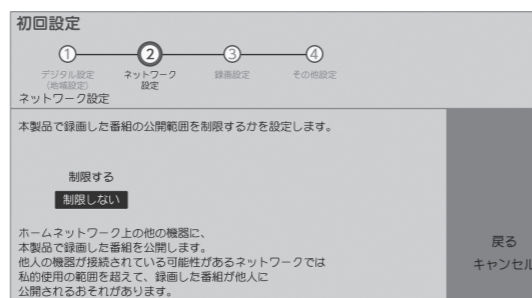 初回設定
① ② ③ ④
デジタル設定 ネットワーク 録画設定 その他設定
(地域設定) 設定
ネットワーク設定
本製品で録画した番組の公開範囲を制限するかを設定します。
制限する
制限しない
ホームネットワーク上の他の機器に、
本製品で録画した番組を公開します。
他人の機器が接続されている可能性があるネットワークでは
私的使用の範囲を超えて、録画した番組が他人に
公開されるおそれがあります。
戻る
キャンセル